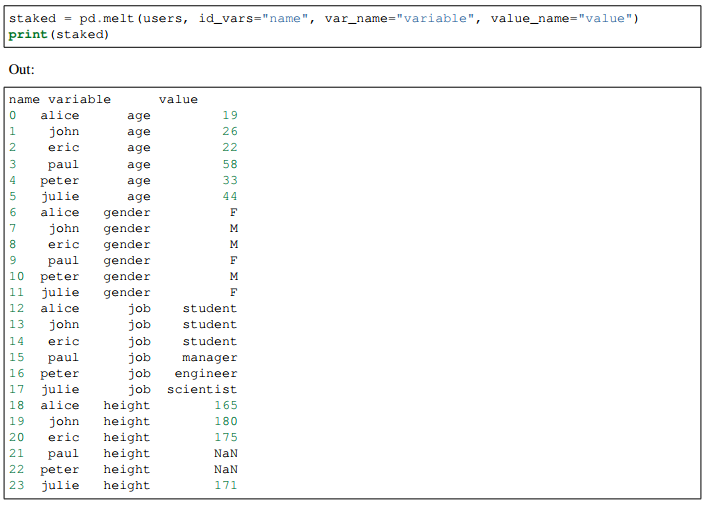 staked = pd.melt(users, id_vars="name", var_name="variable", value_name="value")
print(staked)
Out:
name variable      value
0   alice      age         19
1    john      age         26
2    eric      age         22
3    paul      age         58
4   peter      age         33
5   julie      age         44
6   alice   gender          F
7    john   gender          M
8    eric   gender          M
9    paul   gender          F
10  peter   gender          M
11  julie   gender          F
12  alice      job    student
13   john      job    student
14   eric      job    student
15   paul      job    manager
16  peter      job   engineer
17  julie      job  scientist
18  alice   height        165
19   john   height        180
20   eric   height        175
21   paul   height        NaN
22  peter   height        NaN
23  julie   height        171